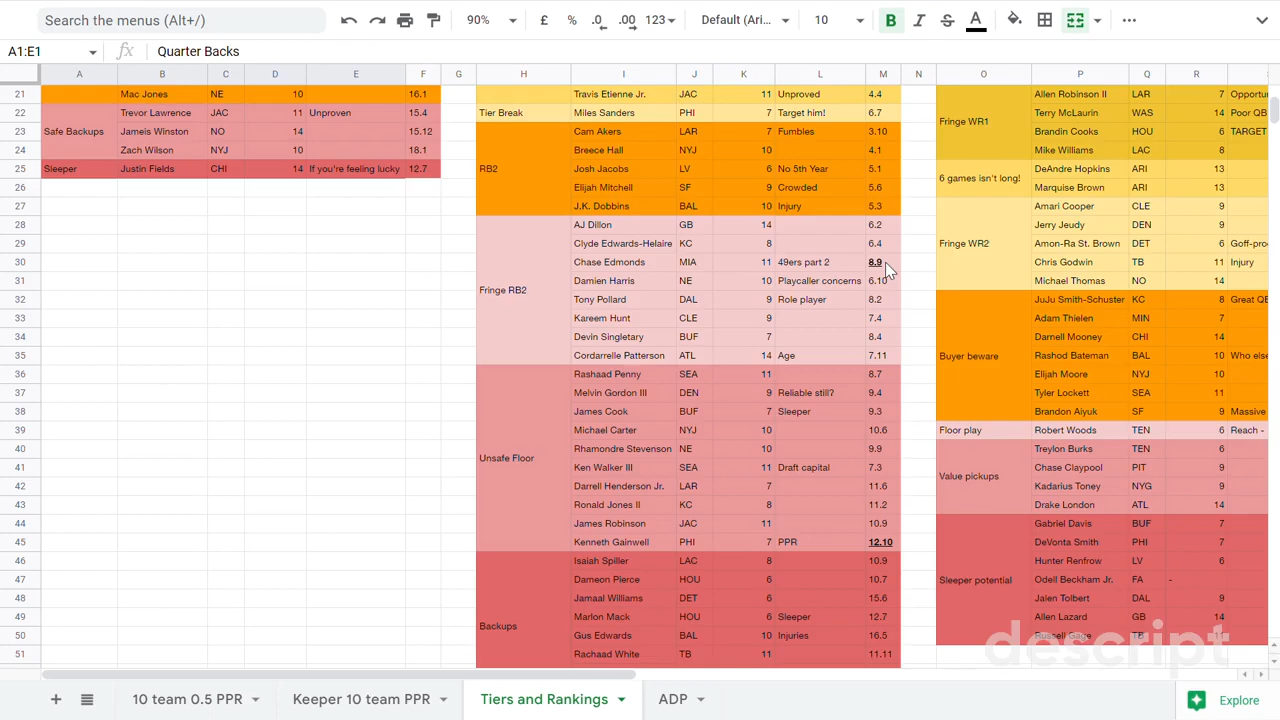 Search the menus (Alt+/) 90% £ % .0 .00 123 Default (Ari... 10 B I S A
A1:E1 fx Quarter Backs
A B C D E F G H I J K L M N O P Q R
21 Mac Jones NE 10 16.1 Travis Etienne Jr. JAC 11 Unproved 4.4 Allen Robinson II LAR 7 Opportu
22 Trevor Lawrence JAC 11 Unproven 15.4 Tier Break Miles Sanders PHI 7 Target him! 6.7 Fringe WR1 Terry McLaurin WAS 14 Poor QB
23 Safe Backups Jameis Winston NO 14 15.12 Cam Akers LAR 7 Fumbles 3.10 Brandin Cooks HOU 6 TARGET
24 Zach Wilson NYJ 10 18.1 Breece Hall NYJ 10 4.1 Mike Williams LAC 8
25 Sleeper Justin Fields CHI 14 If you're feeling lucky 12.7 RB2 Josh Jacobs LV 6 No 5th Year 5.1 6 games isn't long! DeAndre Hopkins ARI 13
26 Elijah Mitchell SF 9 Crowded 5.6 Marquise Brown ARI 13
27 J.K. Dobbins BAL 10 Injury 5.3 Amari Cooper CLE 9
28 AJ Dillon GB 14 6.2 Jerry Jeudy DEN 9
29 Clyde Edwards-Helaire KC 8 6.4 Fringe WR2 Amon-Ra St. Brown DET 6 Goff-pro
30 Chase Edmonds MIA 11 49ers part 2 8.9 Chris Godwin TB 11 Injury
31 Fringe RB2 Damien Harris NE 10 Playcaller concerns 6.10 Michael Thomas NO 14
32 Tony Pollard DAL 9 Role player 8.2 JuJu Smith-Schuster KC 8 Great QB
33 Kareem Hunt CLE 9 7.4 Adam Thielen MIN 7
34 Devin Singletary BUF 7 8.4 Darnell Mooney CHI 14
35 Cordarrelle Patterson ATL 14 Age 7.11 Buyer beware Rashod Bateman BAL 10 Who else
36 Rashaad Penny SEA 11 8.7 Elijah Moore NYJ 10
37 Melvin Gordon III DEN 9 Reliable still? 9.4 Tyler Lockett SEA 11
38 James Cook BUF 7 Sleeper 9.3 Brandon Aiyuk SF 9 Massive
39 Michael Carter NYJ 10 10.6 Floor play Robert Woods TEN 6 Reach -
40 Unsafe Floor Rhamondre Stevenson NE 10 9.9 Treylon Burks TEN 6
41 Ken Walker III SEA 11 Draft capital 7.3 Value pickups Chase Claypool PIT 9
42 Darrell Henderson Jr. LAR 7 11.6 Kadarius Toney NYG 9
43 Ronald Jones II KC 8 11.2 Drake London ATL 14
44 James Robinson JAC 11 10.9 Gabriel Davis BUF 7
45 Kenneth Gainwell PHI 7 PPR 12.10 DeVonta Smith PHI 7
46 Isaiah Spiller LAC 8 10.9 Hunter Renfrow LV 6
47 Dameon Pierce HOU 6 10.7 Sleeper potential Odell Beckham Jr. FA -
48 Jamaal Williams DET 6 15.6 Jalen Tolbert DAL 9
49 Backups Marlon Mack HOU 6 Sleeper 12.7 Allen Lazard GB 14
50 Gus Edwards BAL 10 Injuries 16.5 Russell Gage TB
51 Rachaad White TB 11 11.11
descript
10 team 0.5 PPR Keeper 10 team PPR Tiers and Rankings ADP Explore